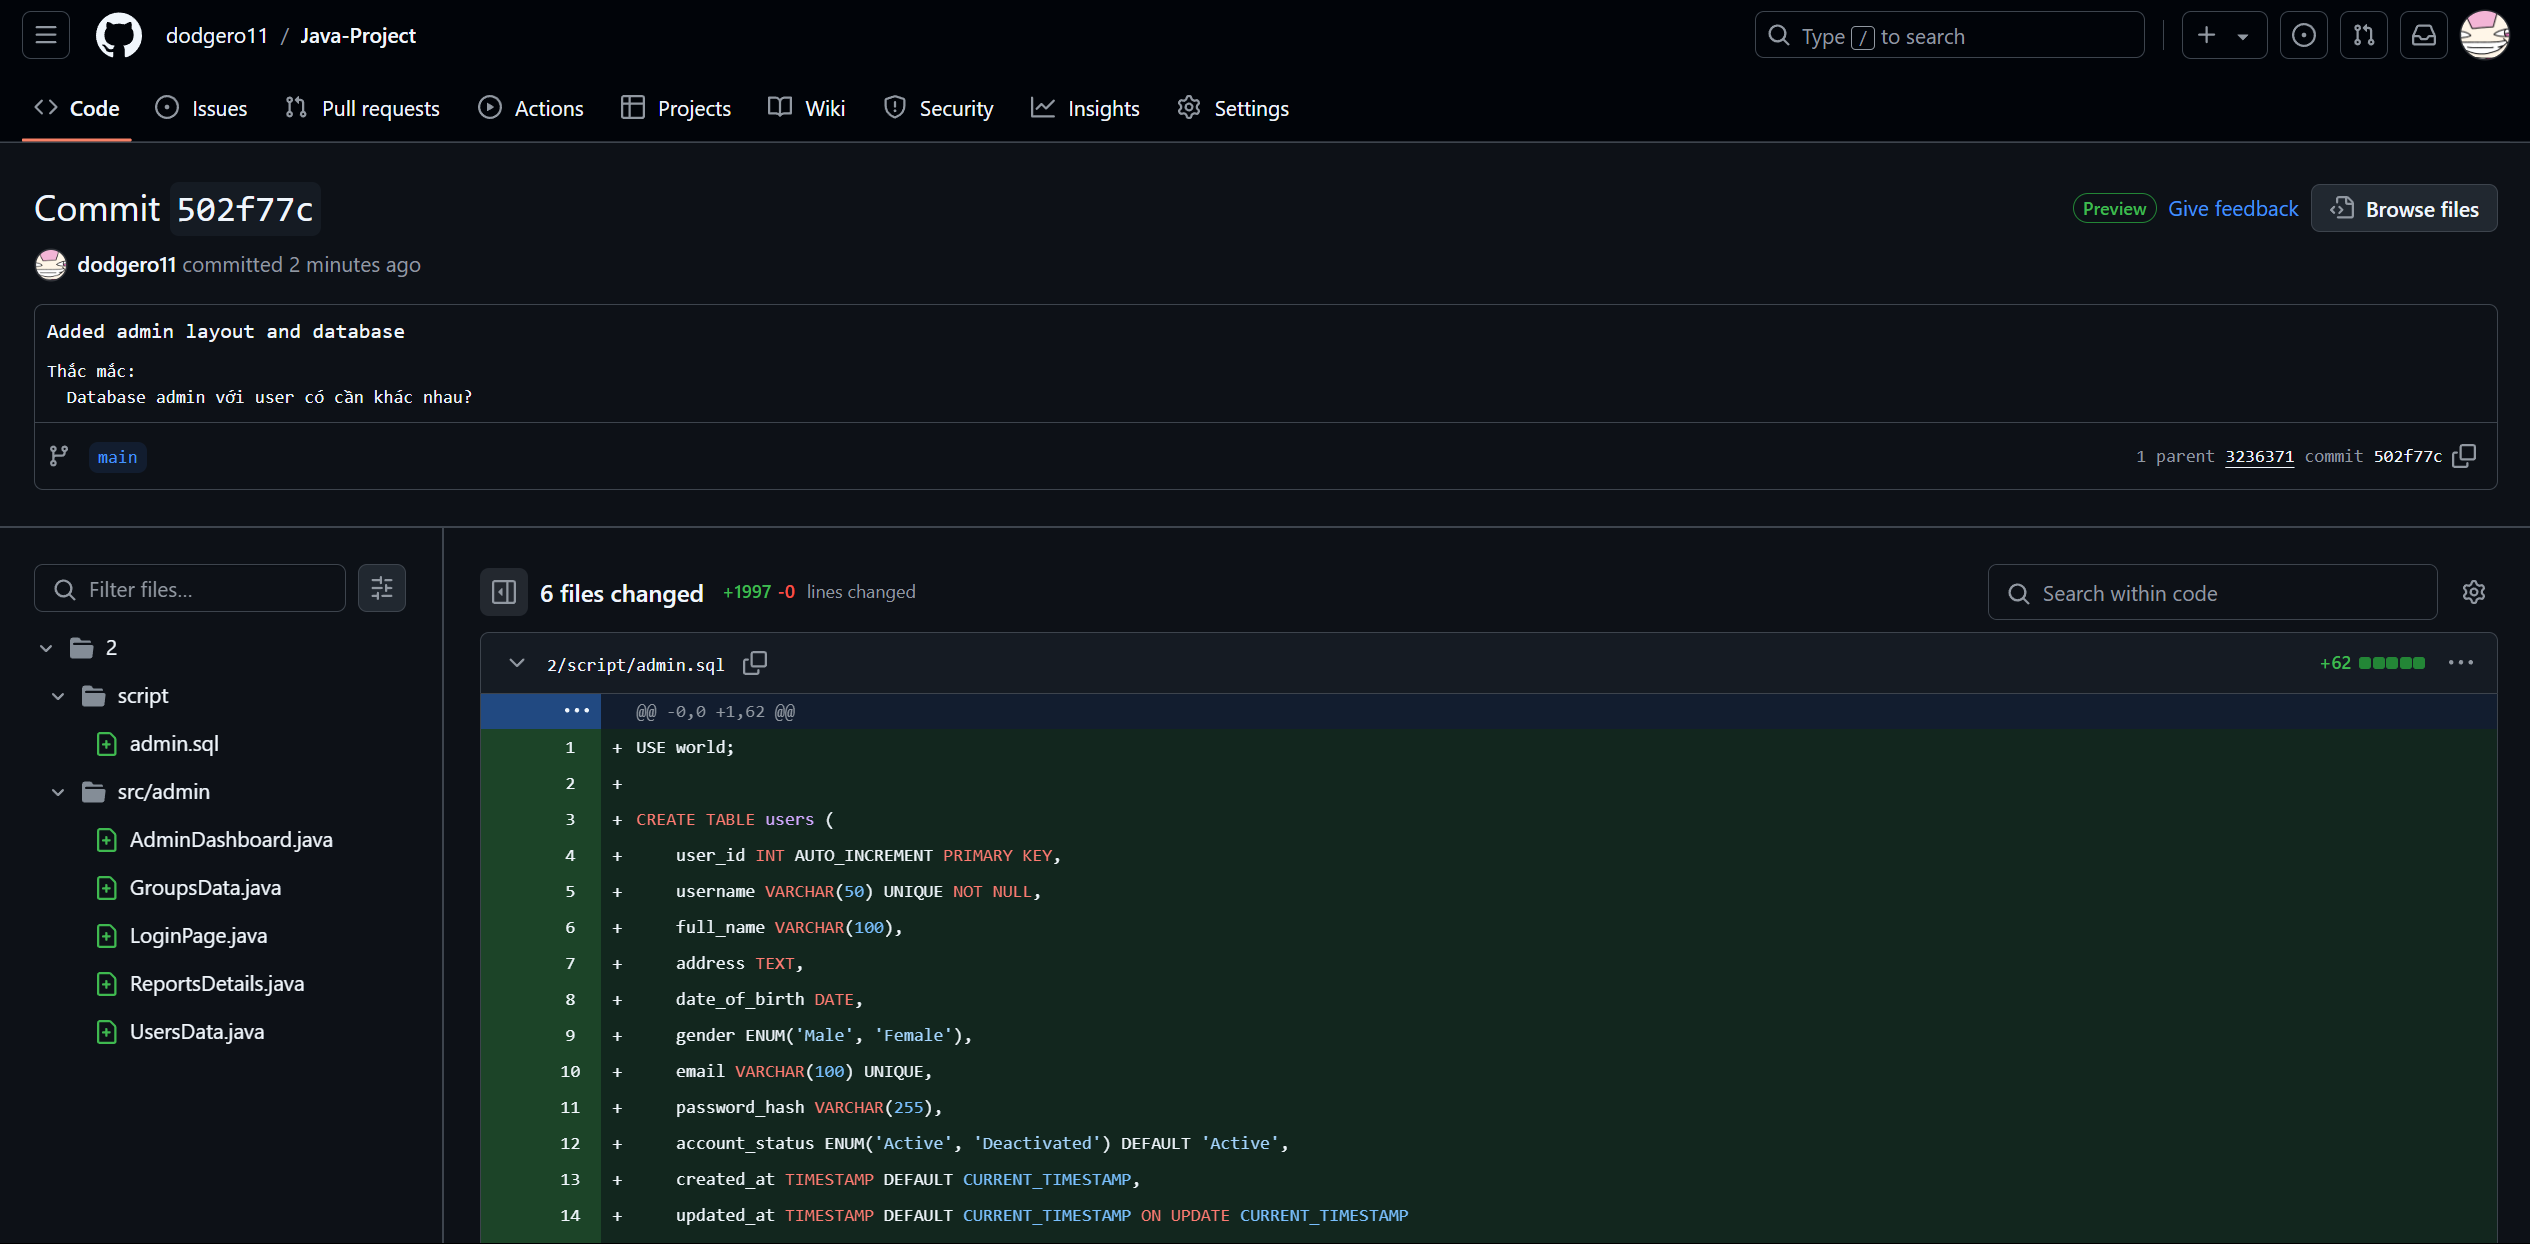 dodgero11 / Java-Project
Type / to search
Code Issues Pull requests Actions Projects Wiki Security Insights Settings
Commit 502f77c
Preview Give feedback Browse files
dodgero11 committed 2 minutes ago
Added admin layout and database
Thắc mắc:
Database admin với user có cần khác nhau?
main
1 parent 3236371 commit 502f77c
Filter files...
2
script
admin.sql
src/admin
AdminDashboard.java
GroupsData.java
LoginPage.java
ReportsDetails.java
UsersData.java
6 files changed +1997 -0 lines changed
Search within code
2/script/admin.sql
+62
@@ -0,0 +1,62 @@
1 + USE world;
2 +
3 + CREATE TABLE users (
4 + user_id INT AUTO_INCREMENT PRIMARY KEY,
5 + username VARCHAR(50) UNIQUE NOT NULL,
6 + full_name VARCHAR(100),
7 + address TEXT,
8 + date_of_birth DATE,
9 + gender ENUM('Male', 'Female'),
10 + email VARCHAR(100) UNIQUE,
11 + password_hash VARCHAR(255),
12 + account_status ENUM('Active', 'Deactivated') DEFAULT 'Active',
13 + created_at TIMESTAMP DEFAULT CURRENT_TIMESTAMP,
14 + updated_at TIMESTAMP DEFAULT CURRENT_TIMESTAMP ON UPDATE CURRENT_TIMESTAMP